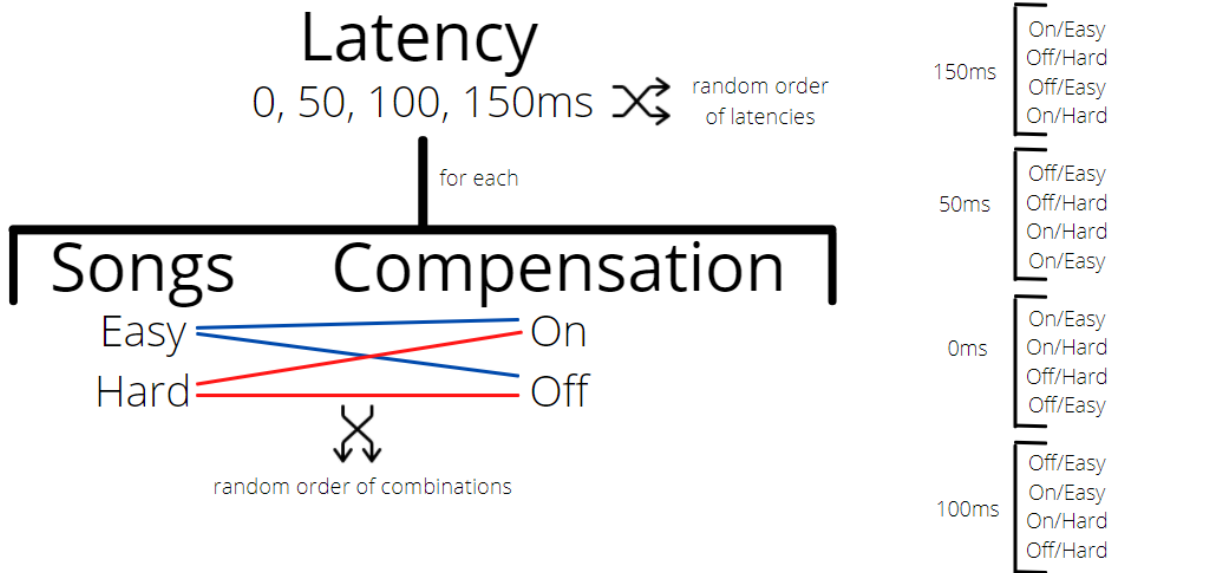 Latency
0, 50, 100, 150ms
random order
of latencies
for each
Songs Compensation
Easy On
Hard Off
random order of combinations
150ms
On/Easy
Off/Hard
Off/Easy
On/Hard
50ms
Off/Easy
Off/Hard
On/Hard
On/Easy
0ms
On/Easy
On/Hard
Off/Hard
Off/Easy
100ms
Off/Easy
On/Easy
On/Hard
Off/Hard